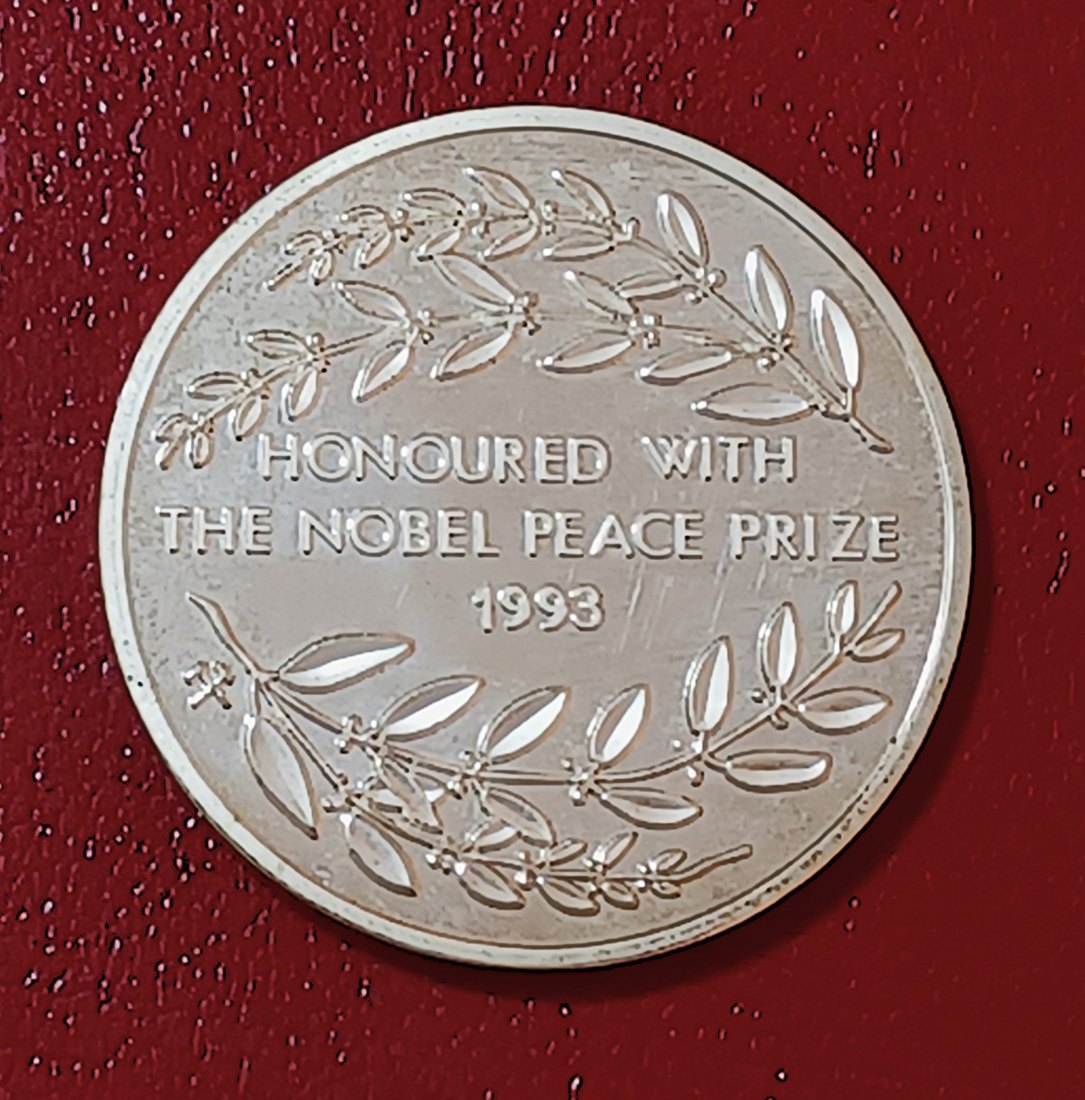 HONOURED WITH
THE NOBEL PEACE PRIZE
1993